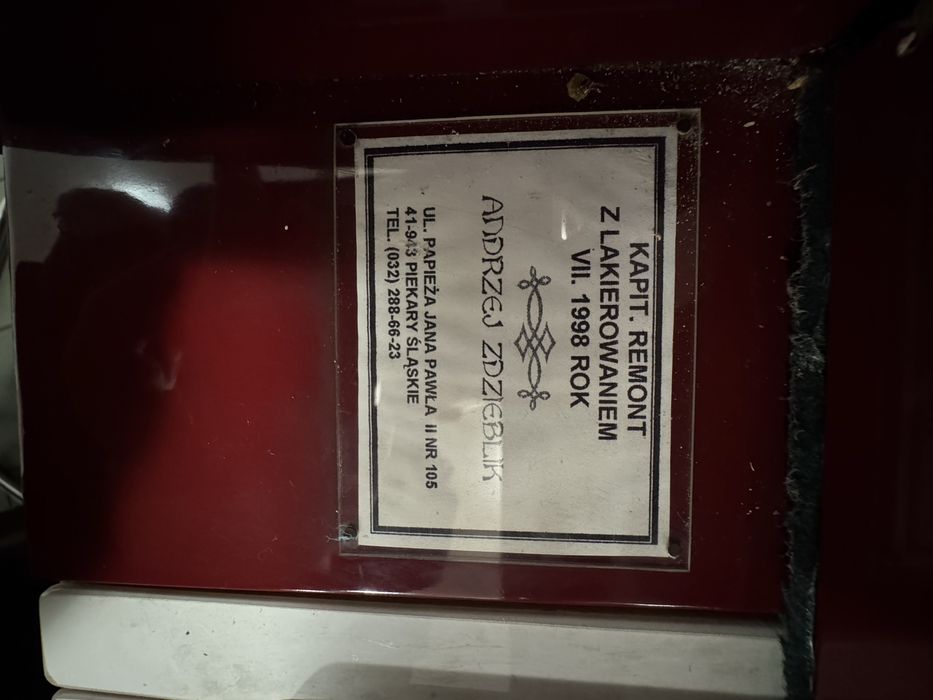 KAPIT. REMONT
Z LAKIEROWANIEM
VII. 1998 ROK
ANDRZEJ ZDZIEBLIK
UL. PAPIEŻA JANA PAWŁA II NR 105
41-943 PIEKARY ŚLĄSKIE
TEL. (032) 288-66-23